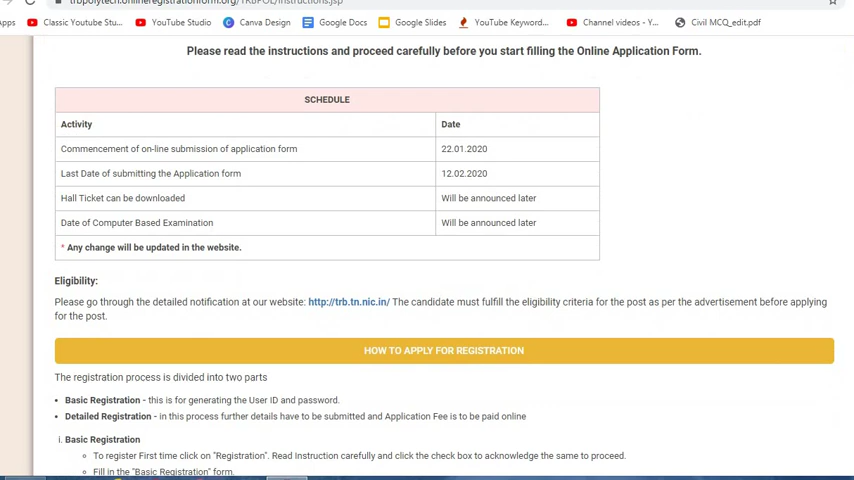 Apps
Classic Youtube Stu...
YouTube Studio
Canva Design
Google Docs
Google Slides
YouTube Keyword...
Channel videos - Y...
Civil MCQ_edit.pdf
Please read the instructions and proceed carefully before you start filling the Online Application Form.
SCHEDULE
Activity Date
Commencement of on-line submission of application form 22.01.2020
Last Date of submitting the Application form 12.02.2020
Hall Ticket can be downloaded Will be announced later
Date of Computer Based Examination Will be announced later
* Any change will be updated in the website.
Eligibility:
Please go through the detailed notification at our website: http://trb.tn.nic.in/ The candidate must fulfill the eligibility criteria for the post as per the advertisement before applying
for the post.
HOW TO APPLY FOR REGISTRATION
The registration process is divided into two parts
• Basic Registration - this is for generating the User ID and password.
• Detailed Registration - in this process further details have to be submitted and Application Fee is to be paid online
i. Basic Registration
To register First time click on "Registration". Read Instruction carefully and click the check box to acknowledge the same to proceed.
Fill in the "Basic Registration" form.